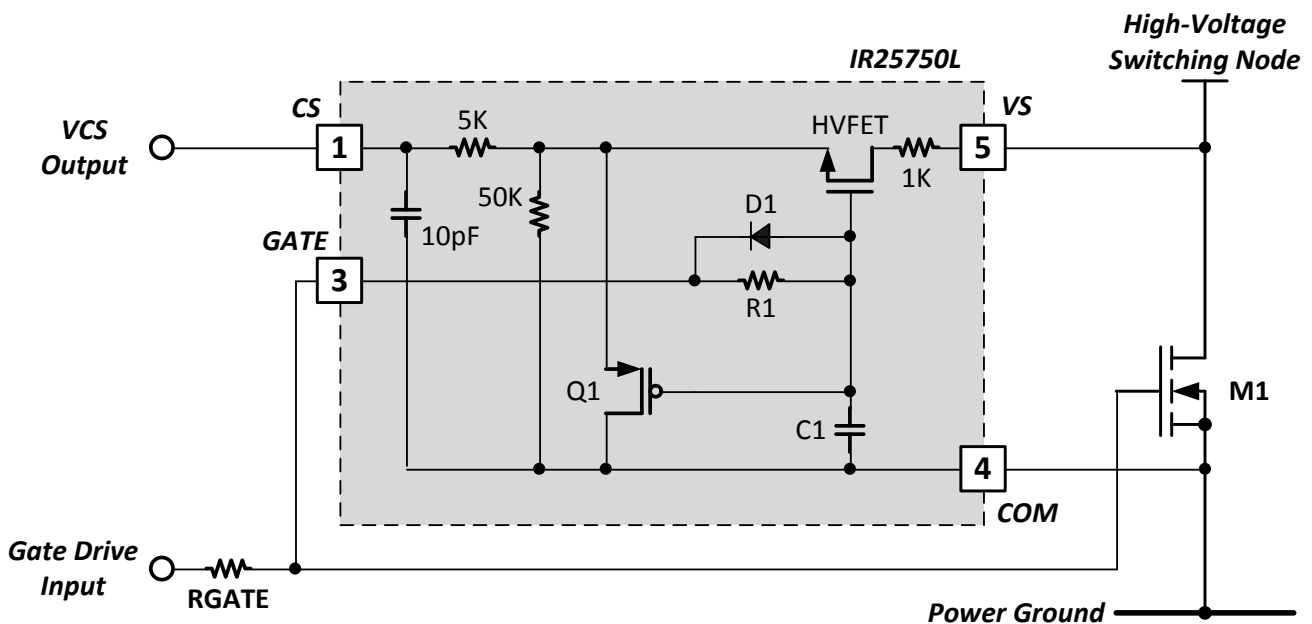 High-Voltage
Switching Node
IR25750L
CS
VS
5K
HVFET
VCS
Output
1
5
1K
50K
D1
10pF
GATE
3
R1
Q1
M1
C1
4
COM
Gate Drive
Input
RGATE
Power Ground